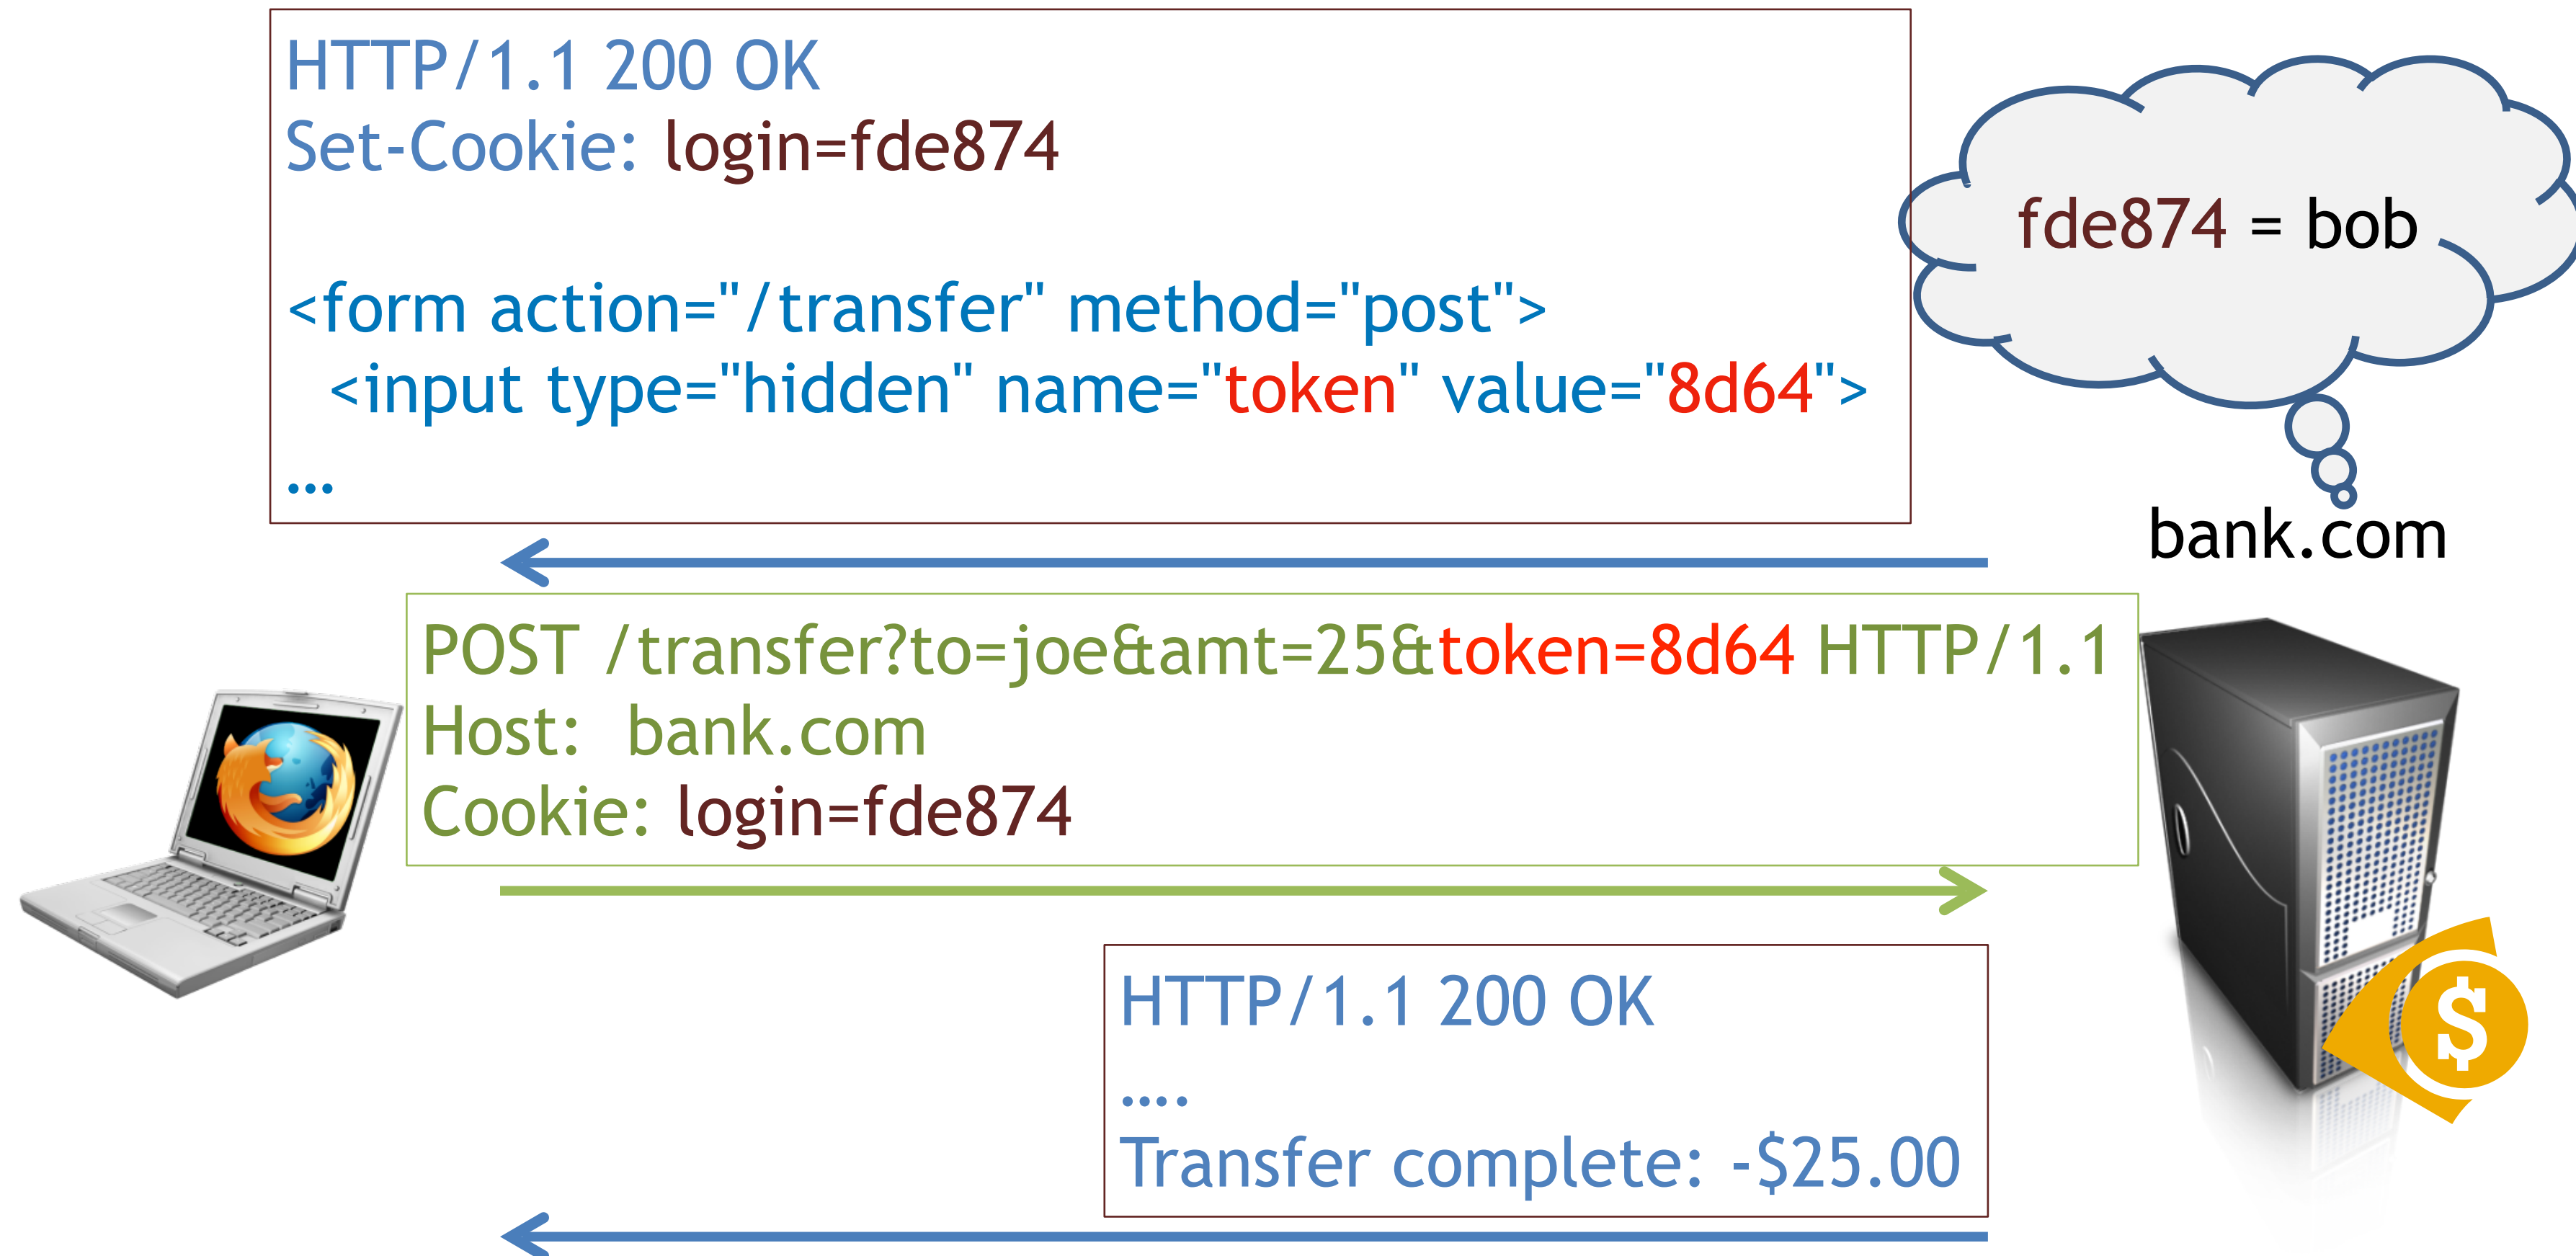 HTTP/1.1 200 OK
Set-Cookie: login=fde874
<form action="/transfer" method="post">
<input type="hidden" name="token" value="8d64">
…
fde874 = bob
bank.com
POST /transfer?to=joe&amt=25&token=8d64 HTTP/1.1
Host: bank.com
Cookie: login=fde874
HTTP/1.1 200 OK
….
Transfer complete: -$25.00
$